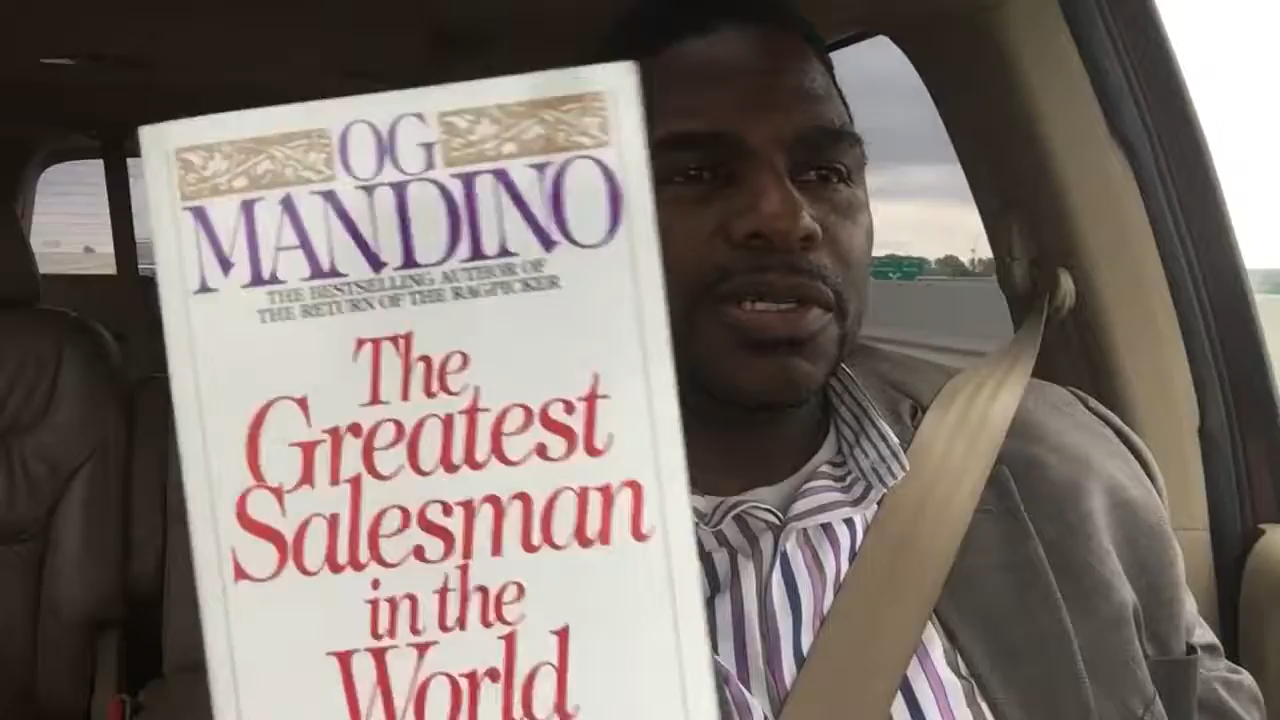 OG
MANDINO
THE BESTSELLING AUTHOR OF
THE RETURN OF THE RAGPICKER
The
Greatest
Salesman
in the
World